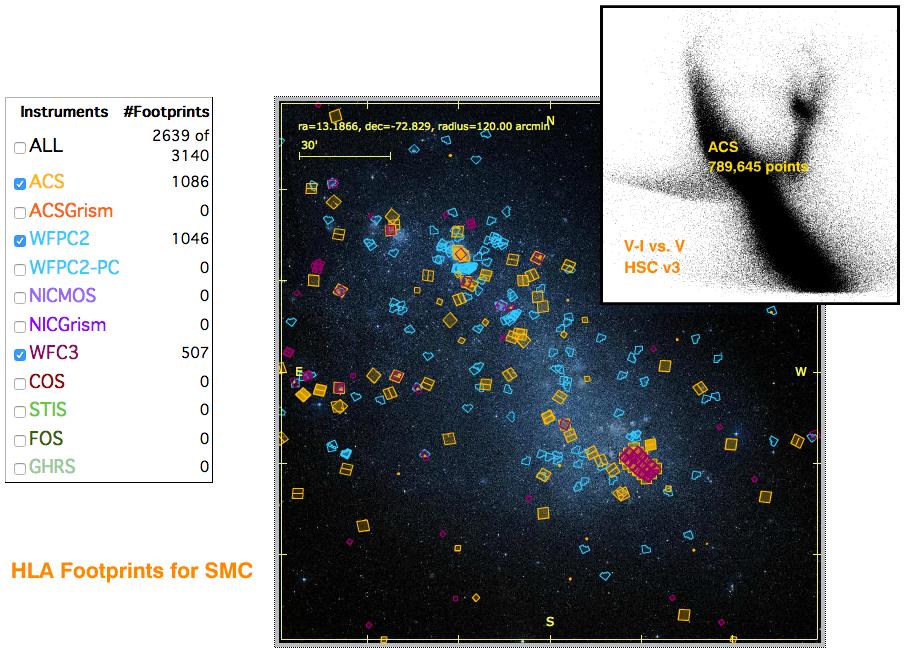 Instruments #Footprints
ALL 2639 of 3140
ACS 1086
ACSGrism 0
WFPC2 1046
WFPC2-PC 0
NICMOS 0
NICGrism 0
WFC3 507
COS 0
STIS 0
FOS 0
GHRS 0
HLA Footprints for SMC
N
ra=13.1866, dec=-72.829, radius=120.00 arcmin
30'
E
W
S
ACS
789,645 points
V-I vs. V
HSC v3